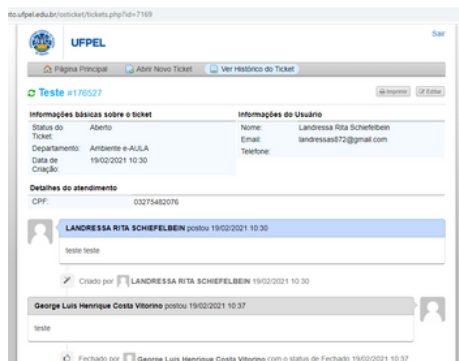 rto.ufpel.edu.br/osticket/tickets.php?id=7169
UFPEL
Sair
Página Principal
Abrir Novo Ticket
Ver Histórico do Ticket
Teste #176527
Imprimir
Editar
Informações básicas sobre o ticket
Status do Ticket: Aberto
Departamento: Ambiente e-AULA
Data de Criação: 19/02/2021 10:30
Informações do Usuário
Nome: Landressa Rita Schiefelbein
Email: landressas872@gmail.com
Telefone:
Detalhes do atendimento
CPF: 03275482076
LANDRESSA RITA SCHIEFELBEIN postou 19/02/2021 10:30
teste teste
Criado por LANDRESSA RITA SCHIEFELBEIN 19/02/2021 10:30
George Luis Henrique Costa Vitorino postou 19/02/2021 10:37
teste
Fechado por George Luis Henrique Costa Vitorino com o status de Fechado 19/02/2021 10:37